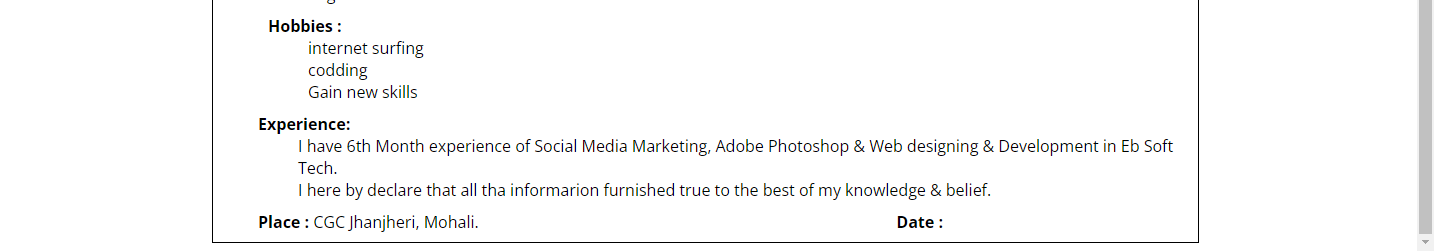 Hobbies :
internet surfing
codding
Gain new skills
Experience:
I have 6th Month experience of Social Media Marketing, Adobe Photoshop & Web designing & Development in Eb Soft
Tech.
I here by declare that all tha informarion furnished true to the best of my knowledge & belief.
Place : CGC Jhanjheri, Mohali. Date :